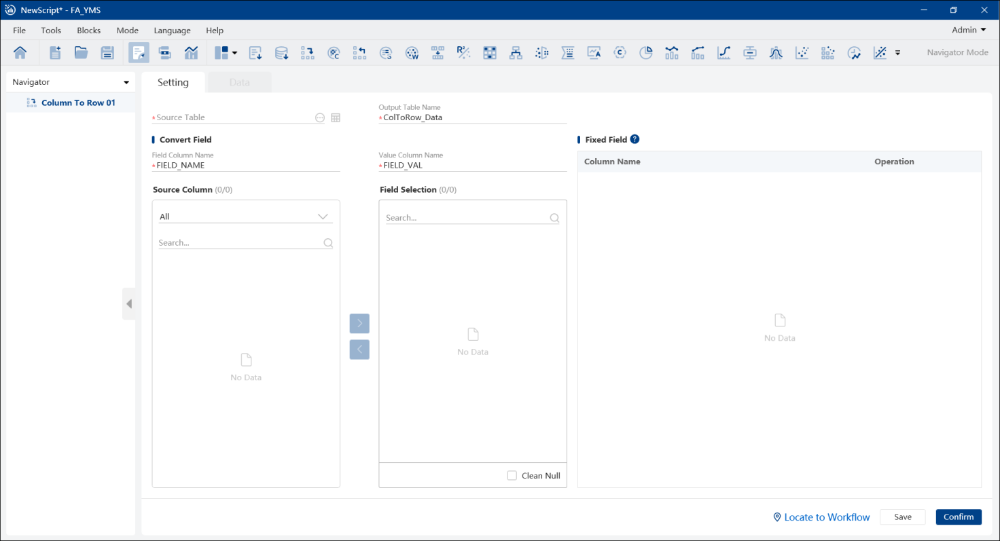 NewScript* - FA_YMS
File Tools Blocks Mode Language Help
Admin
Navigator Mode
Navigator
Column To Row 01
Setting
Data
*Source Table
Output Table Name
*ColToRow_Data
Convert Field
Field Column Name
*FIELD_NAME
Value Column Name
*FIELD_VAL
Source Column (0/0)
All
Search...
No Data
Field Selection (0/0)
Search...
No Data
Clean Null
Fixed Field ?
Column Name Operation
No Data
Locate to Workflow
Save
Confirm